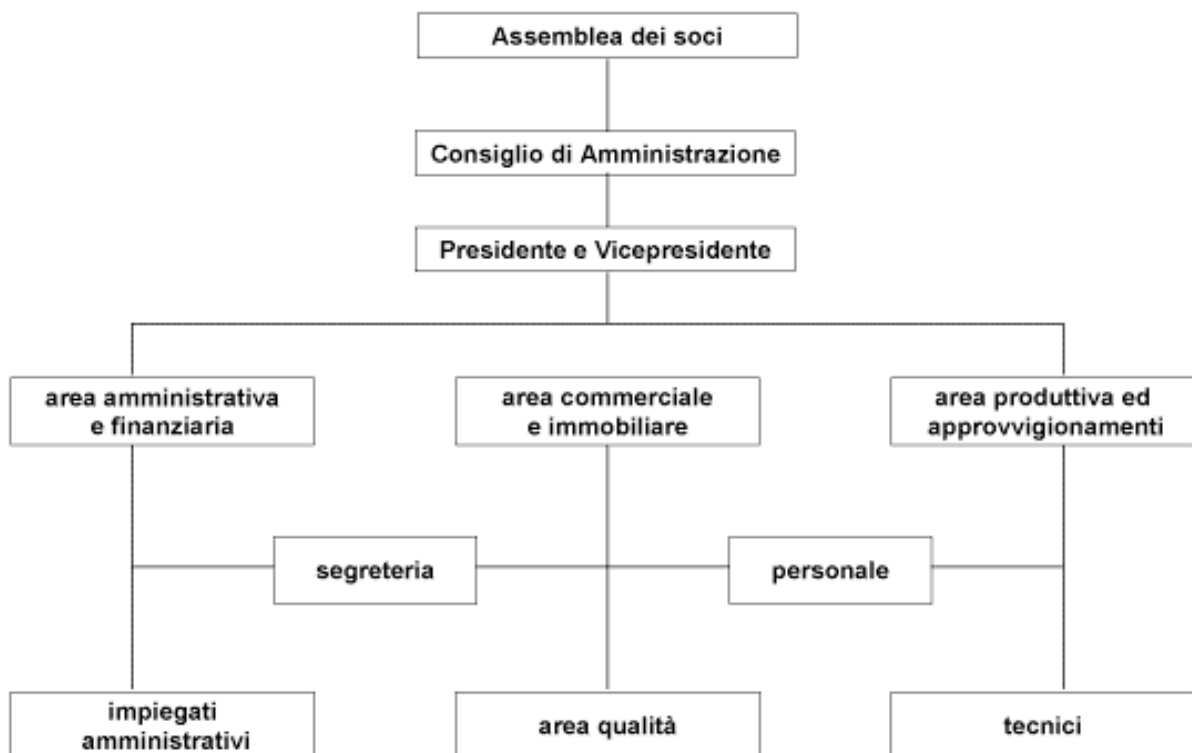 Assemblea dei soci
Consiglio di Amministrazione
Presidente e Vicepresidente
area amministrativa
e finanziaria
area commerciale
e immobiliare
area produttiva ed
approvvigionamenti
segreteria
personale
impiegati
amministrativi
area qualità
tecnici